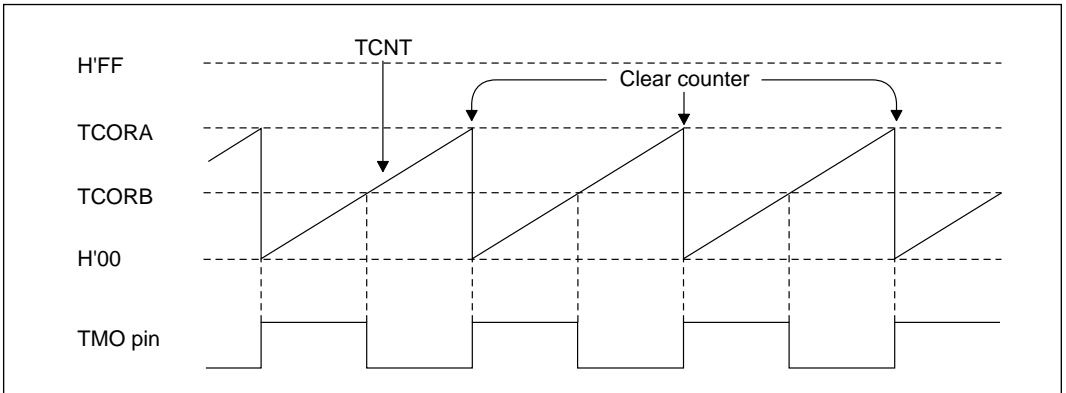 TCNT
H'FF
Clear counter
TCORA
TCORB
H'00
TMO pin